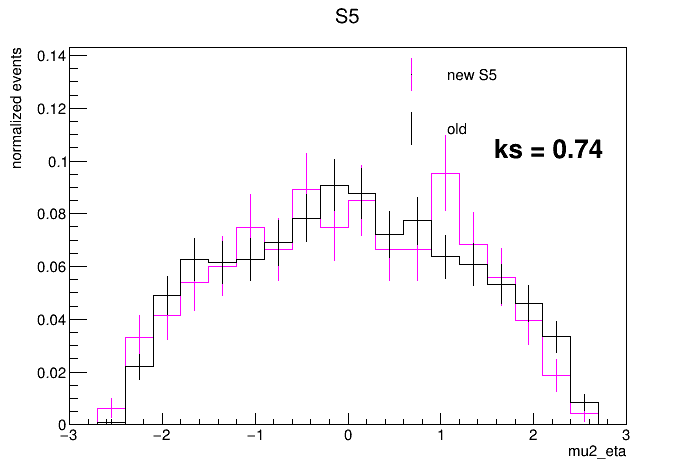 S5
normalized events
0.14
0.12
0.1
0.08
0.06
0.04
0.02
0
new S5
old
ks = 0.74
−3
−2
−1
0
1
2
3
mu2_eta